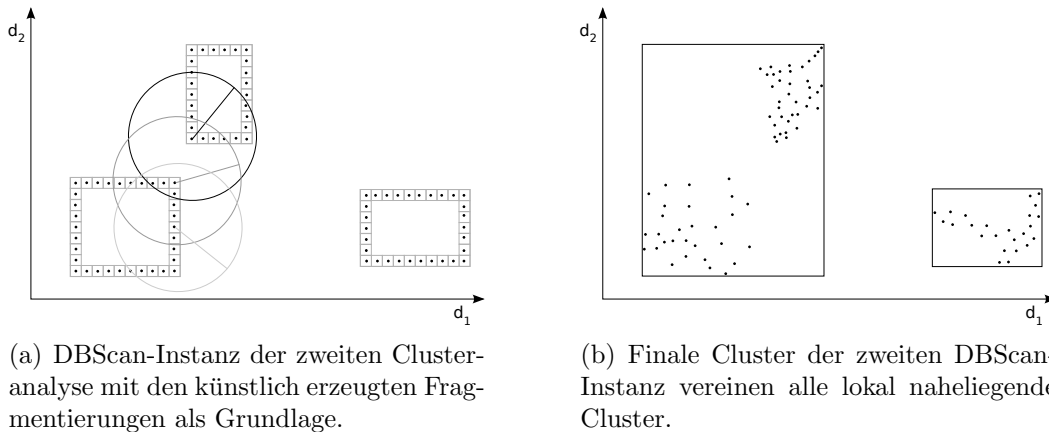 d2
d1
(a) DBScan-Instanz der zweiten Cluster-
analyse mit den künstlich erzeugten Frag-
mentierungen als Grundlage.
d2
d1
(b) Finale Cluster der zweiten DBScan-
Instanz vereinen alle lokal naheliegende
Cluster.